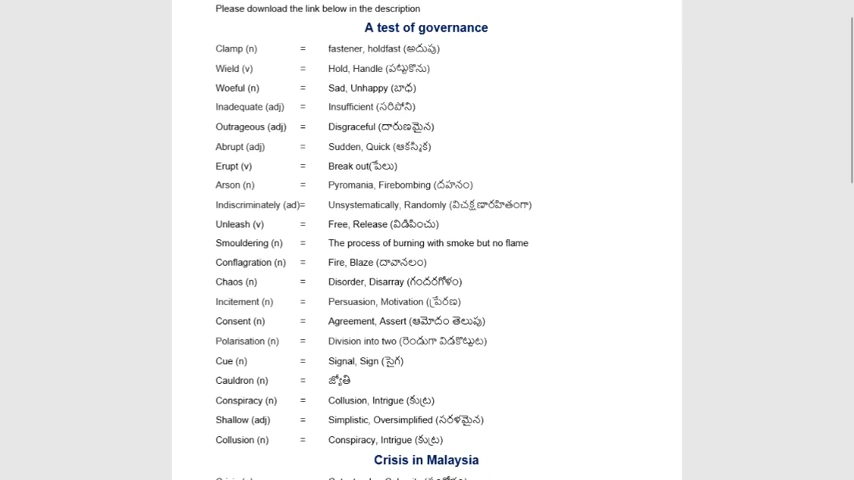 Please download the link below in the description
A test of governance
Clamp (n) = fastener, holdfast (అదుపు)
Wield (v) = Hold, Handle (పట్టుకొను)
Woeful (n) = Sad, Unhappy (బాధ)
Inadequate (adj) = Insufficient (సరిపోని)
Outrageous (adj) = Disgraceful (దారుణమైన)
Abrupt (adj) = Sudden, Quick (ఆకస్మిక)
Erupt (v) = Break out(పేలు)
Arson (n) = Pyromania, Firebombing (దహనం)
Indiscriminately (ad)= Unsystematically, Randomly (విచక్షణారహితంగా)
Unleash (v) = Free, Release (విడిపించు)
Smouldering (n) = The process of burning with smoke but no flame
Conflagration (n) = Fire, Blaze (దావానలం)
Chaos (n) = Disorder, Disarray (గందరగోళం)
Incitement (n) = Persuasion, Motivation (ప్రేరణ)
Consent (n) = Agreement, Assert (ఆమోదం తెలుపు)
Polarisation (n) = Division into two (రెండుగా విడకొట్టుట)
Cue (n) = Signal, Sign (సైగ)
Cauldron (n) = జ్యోతి
Conspiracy (n) = Collusion, Intrigue (కుట్ర)
Shallow (adj) = Simplistic, Oversimplified (సరళమైన)
Collusion (n) = Conspiracy, Intrigue (కుట్ర)
Crisis in Malaysia